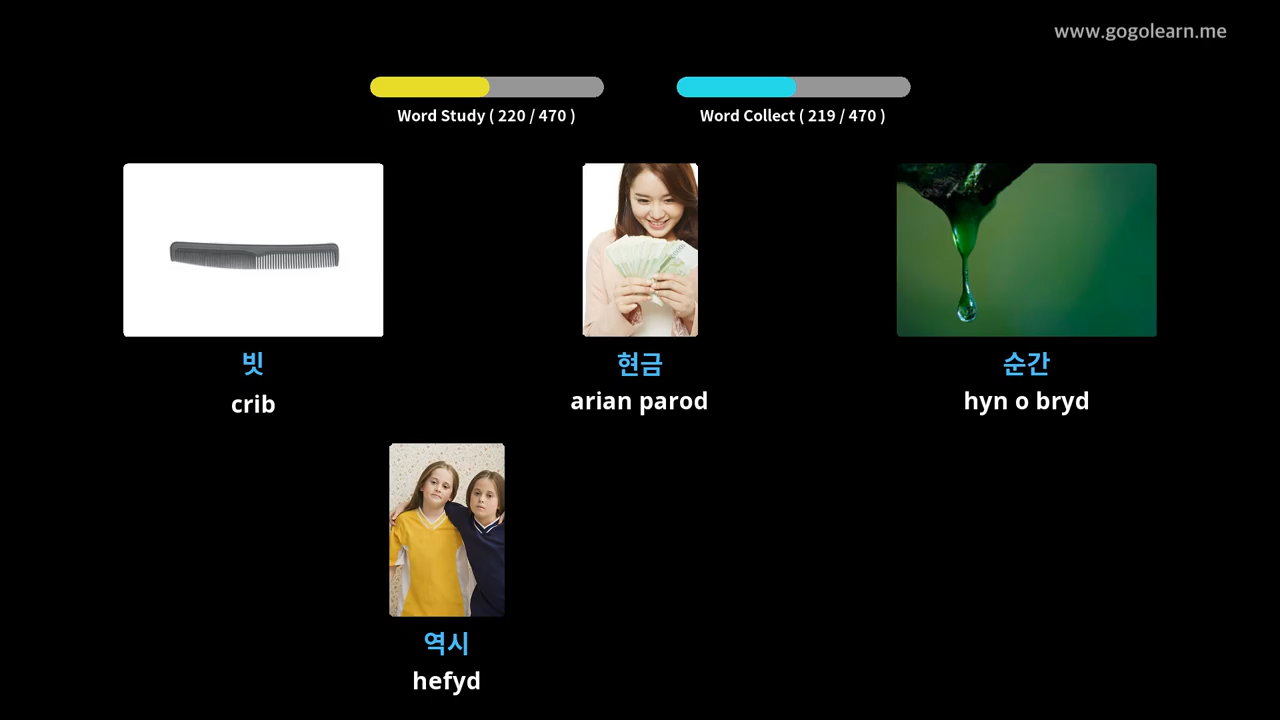 www.gogolearn.me
Word Study ( 220 / 470 )
Word Collect ( 219 / 470 )
빗
crib
현금
arian parod
순간
hyn o bryd
역시
hefyd